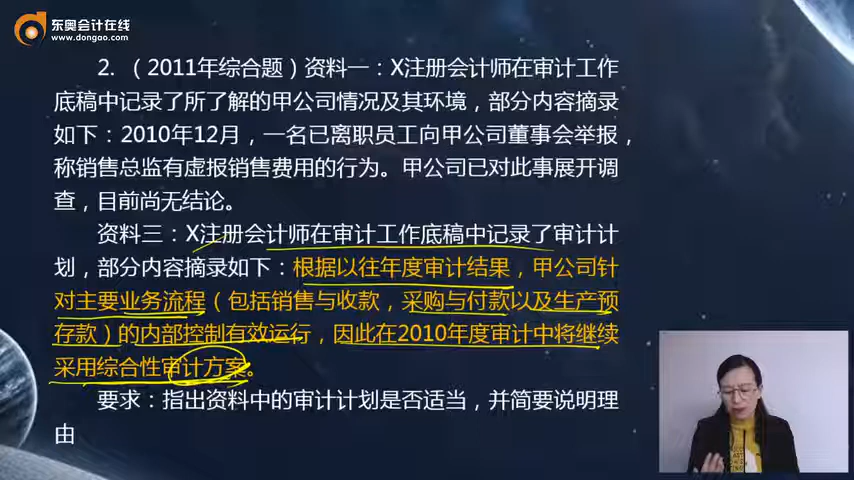 东奥会计在线
www.dongao.com
2.（2011年综合题）资料一：X注册会计师在审计工作
底稿中记录了所了解的甲公司情况及其环境，部分内容摘录
如下：2010年12月，一名已离职员工向甲公司董事会举报，
称销售总监有虚报销售费用的行为。甲公司已对此事展开调
查，目前尚无结论。
资料三：X注册会计师在审计工作底稿中记录了审计计
划，部分内容摘录如下：根据以往年度审计结果，甲公司针
对主要业务流程（包括销售与收款，采购与付款以及生产预
存款）的内部控制有效运行，因此在2010年度审计中将继续
采用综合性审计方案。
要求：指出资料中的审计计划是否适当，并简要说明理
由